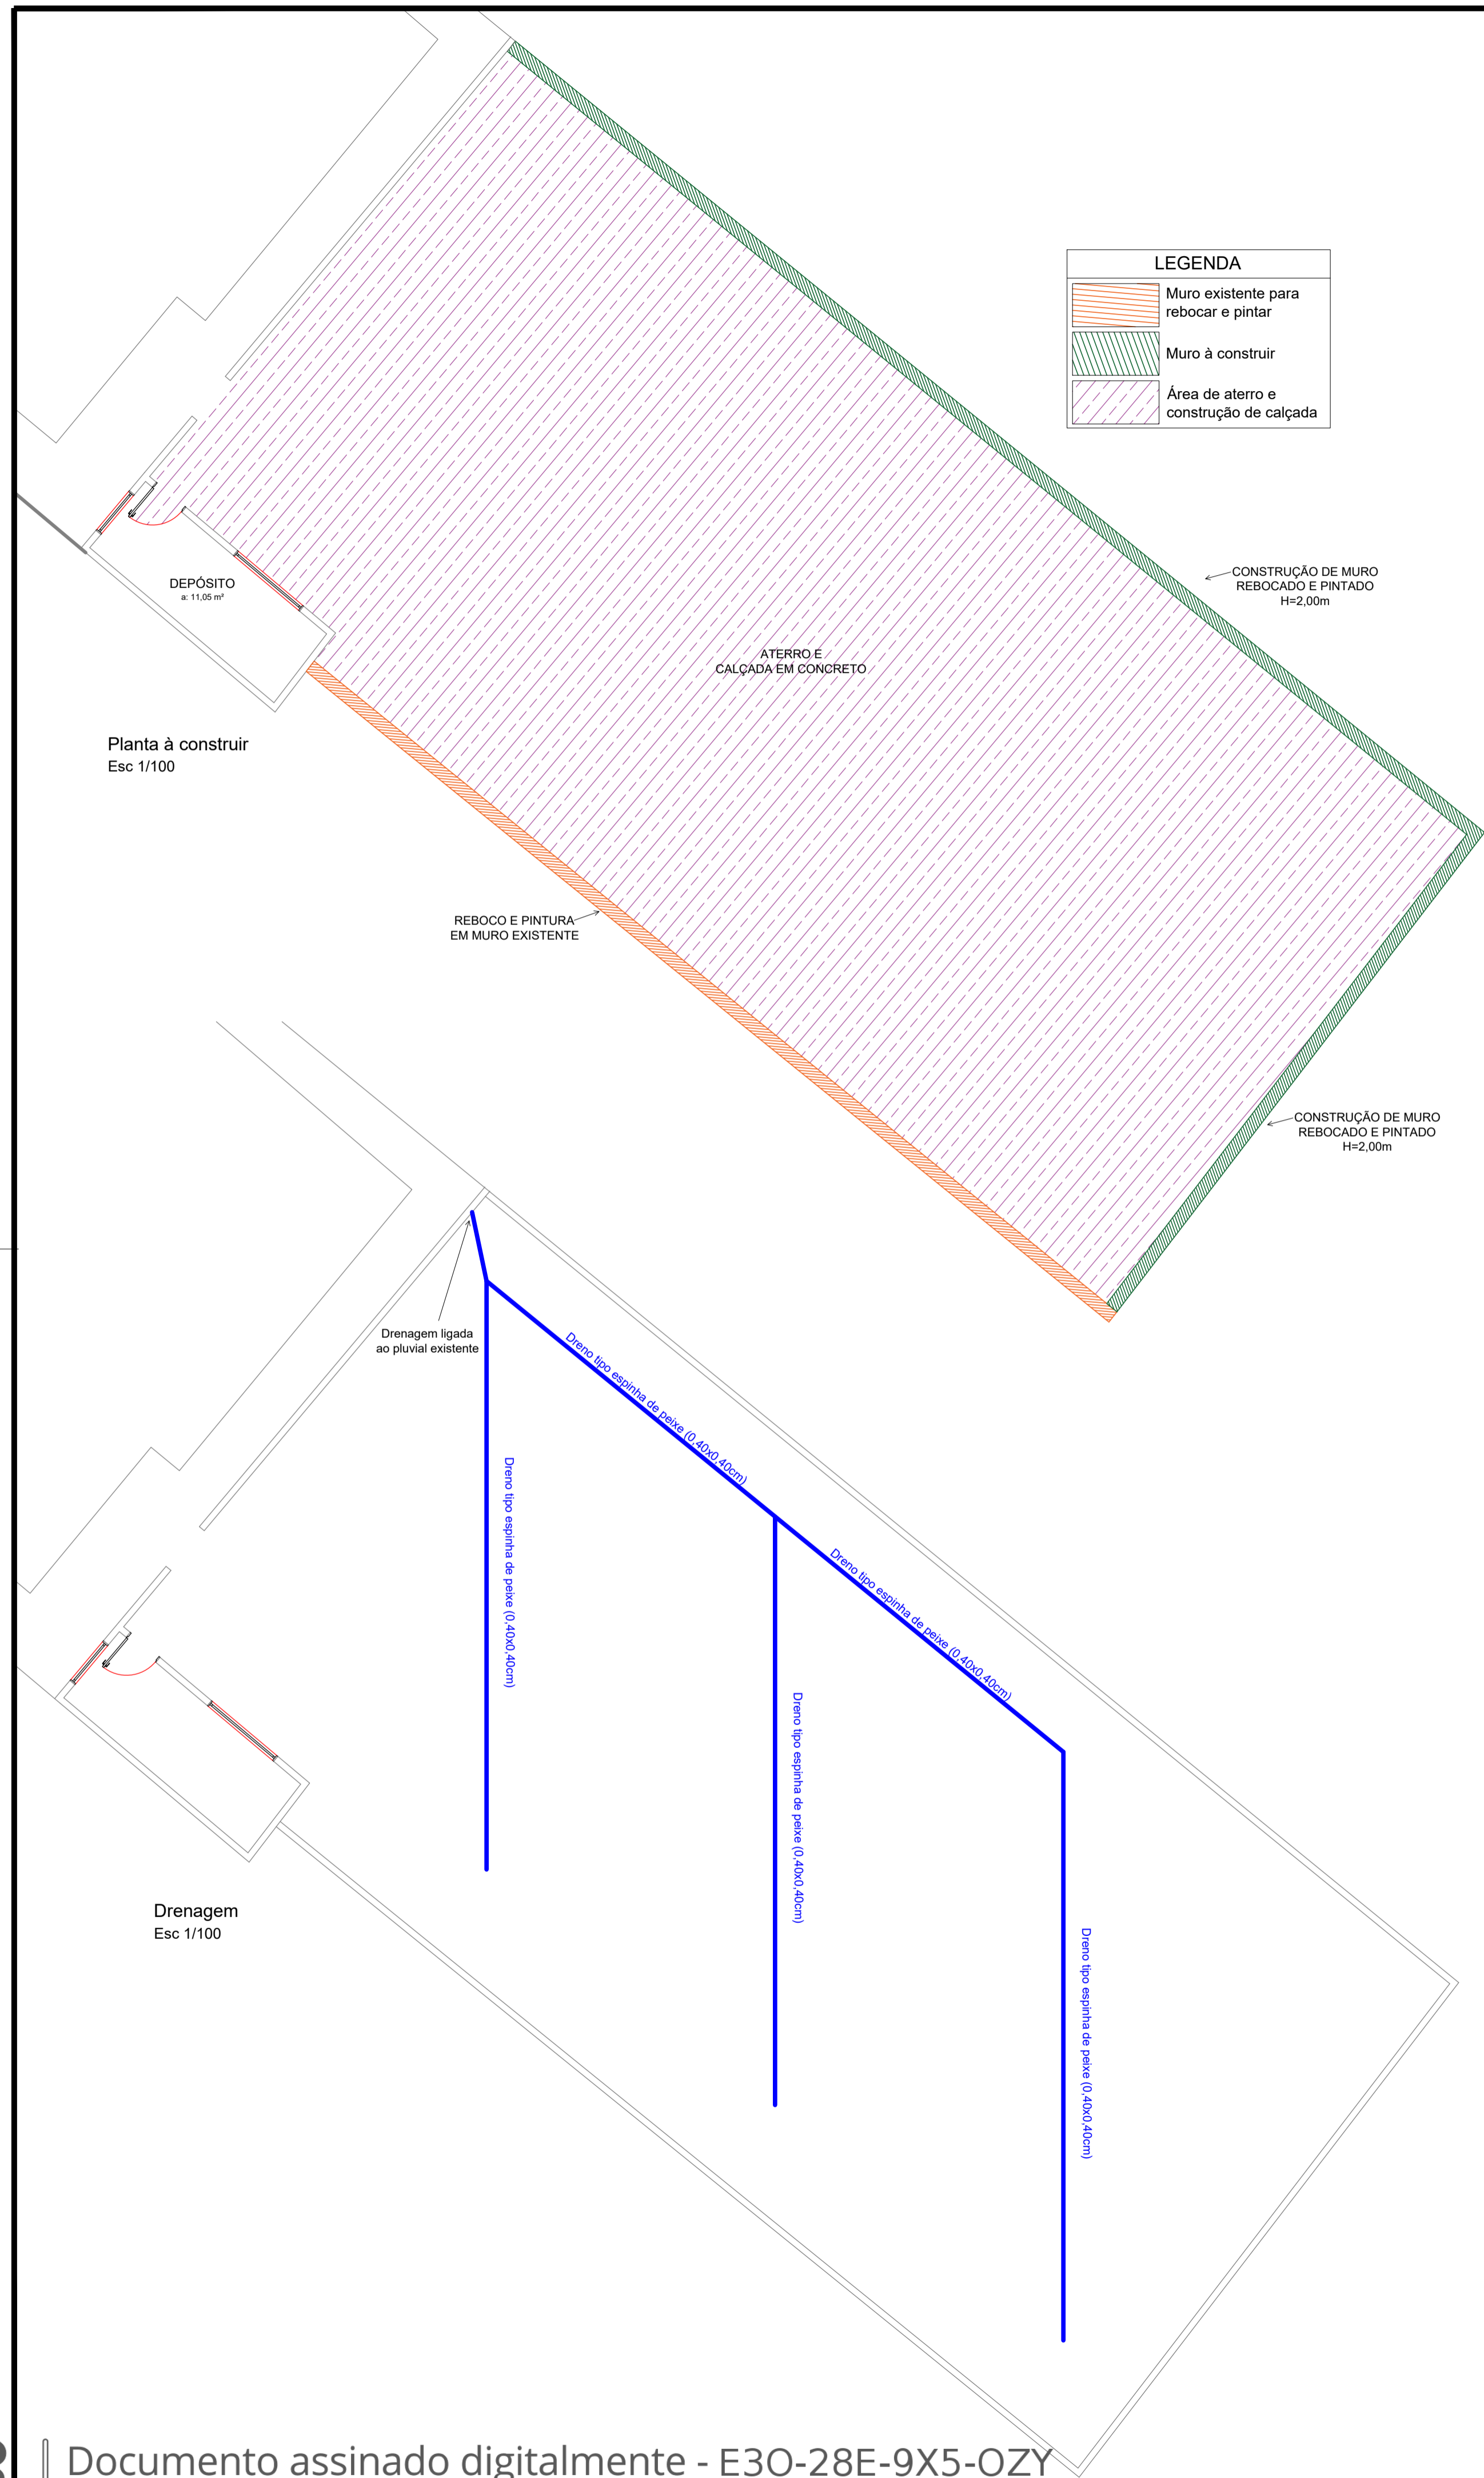 LEGENDA
Muro existente para
rebocar e pintar
Muro à construir
Área de aterro e
construção de calçada
CONSTRUÇÃO DE MURO
REBOCADO E PINTADO
H=2,00m
DEPÓSITO
a: 11,05 m²
ATERRO E
CALÇADA EM CONCRETO
Planta à construir
Esc 1/100
REBOCO E PINTURA
EM MURO EXISTENTE
CONSTRUÇÃO DE MURO
REBOCADO E PINTADO
H=2,00m
Drenagem ligada
ao pluvial existente
Dreno tipo espinha de peixe (0,40x0,40cm)
Dreno tipo espinha de peixe (0,40x0,40cm)
Dreno tipo espinha de peixe (0,40x0,40cm)
Dreno tipo espinha de peixe (0,40x0,40cm)
Dreno tipo espinha de peixe (0,40x0,40cm)
Drenagem
Esc 1/100
Documento assinado digitalmente - E3O-28E-9X5-OZY